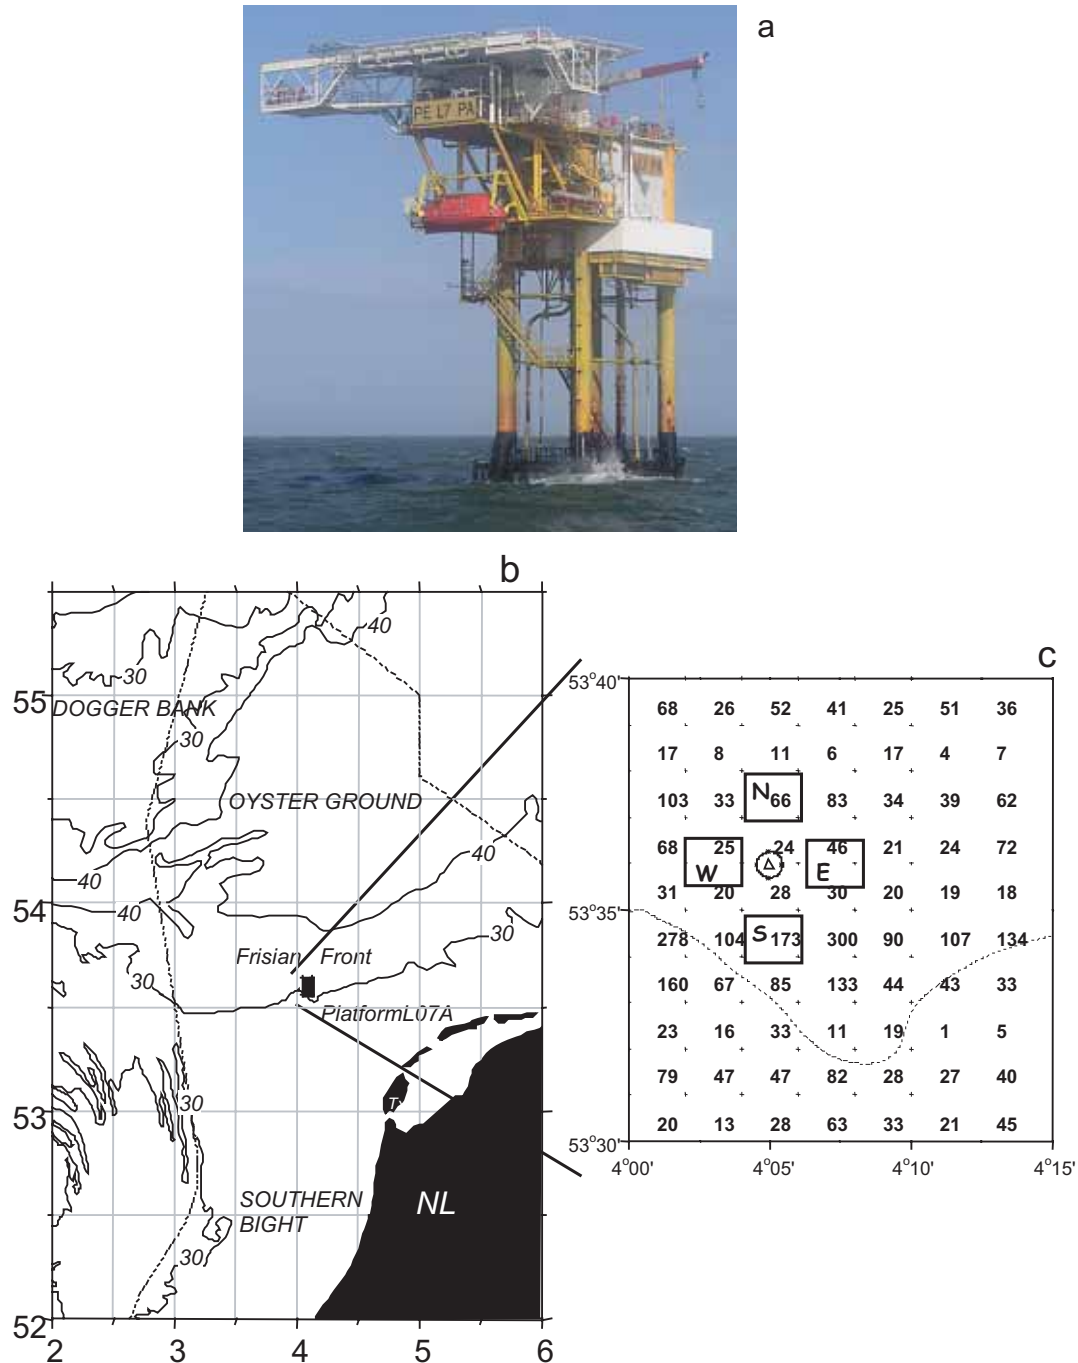 a
PE L7 PA
b
40
30
55
DOGGER BANK
30
OYSTER GROUND
40
40
54
40
30
Frisian Front
30
PlatformL07A
53
T
30
SOUTHERN
BIGHT
NL
30
52
2 3 4 5 6
c
53°40'
68 26 52 41 25 51 36
17 8 11 6 17 4 7
103 33 N 66 83 34 39 62
68 25 24 46 21 24 72
W E
31 20 28 30 20 19 18
53°35'
278 104 S 173 300 90 107 134
160 67 85 133 44 43 33
23 16 33 11 19 1 5
79 47 47 82 28 27 40
20 13 28 63 33 21 45
53°30'
4°00' 4°05' 4°10' 4°15'